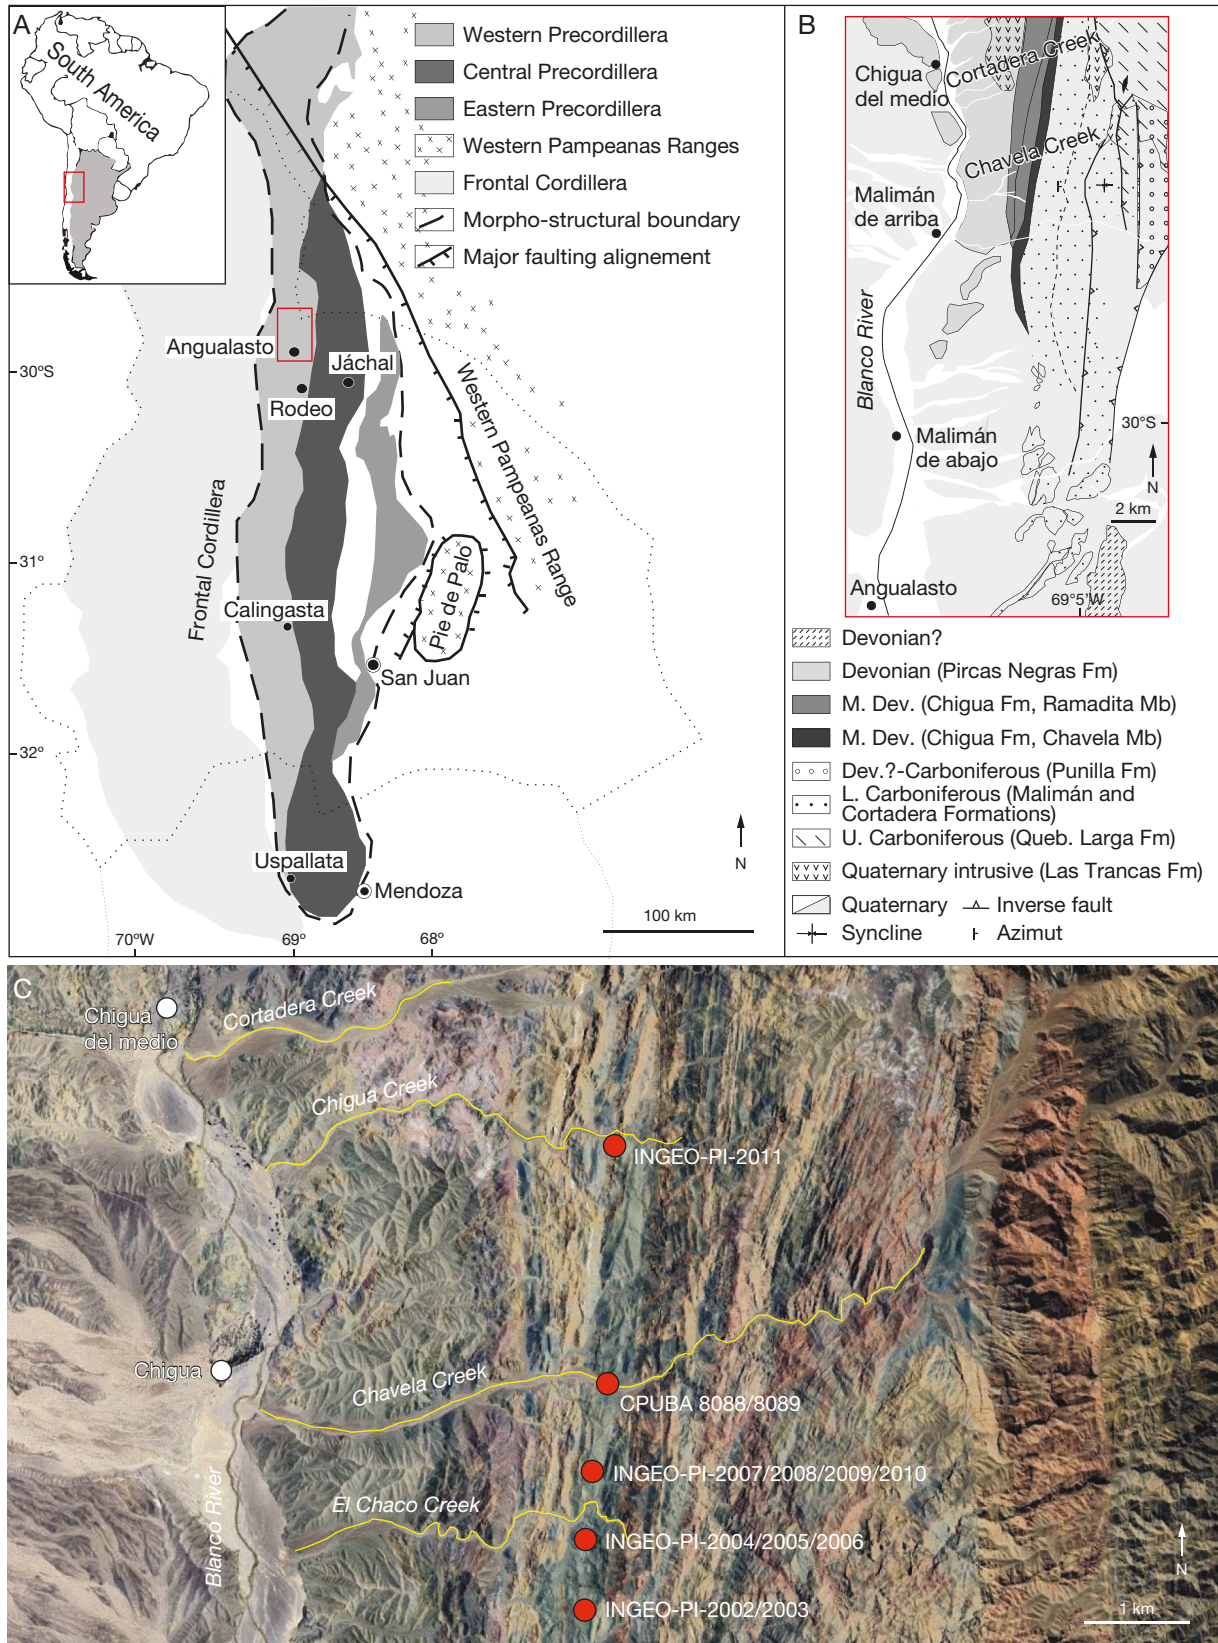 A
South America
Western Precordillera
Central Precordillera
Eastern Precordillera
Western Pampeanas Ranges
Frontal Cordillera
Morpho-structural boundary
Major faulting alignement
Angualasto
Jáchal
Rodeo
30ºS
Western Pampeanas Range
Frontal Cordillera
31º
Pie de Palo
Calingasta
San Juan
32º
Uspallata
Mendoza
N
100 km
70ºW
69º
68º
B
Chigua
del medio
Cortadera Creek
Chavela Creek
Malimán
de arriba
Blanco River
30ºS
Malimán
de abajo
N
2 km
Angualasto
69º5'W
Devonian?
Devonian (Pircas Negras Fm)
M. Dev. (Chigua Fm, Ramadita Mb)
M. Dev. (Chigua Fm, Chavela Mb)
Dev.?-Carboniferous (Punilla Fm)
L. Carboniferous (Malimán and
Cortadera Formations)
U. Carboniferous (Queb. Larga Fm)
Quaternary intrusive (Las Trancas Fm)
Quaternary
Inverse fault
Syncline
Azimut
C
Chigua
del medio
Cortadera Creek
Chigua Creek
INGEO-PI-2011
Chigua
Chavela Creek
CPUBA 8088/8089
INGEO-PI-2007/2008/2009/2010
El Chaco Creek
Blanco River
INGEO-PI-2004/2005/2006
N
INGEO-PI-2002/2003
1 km